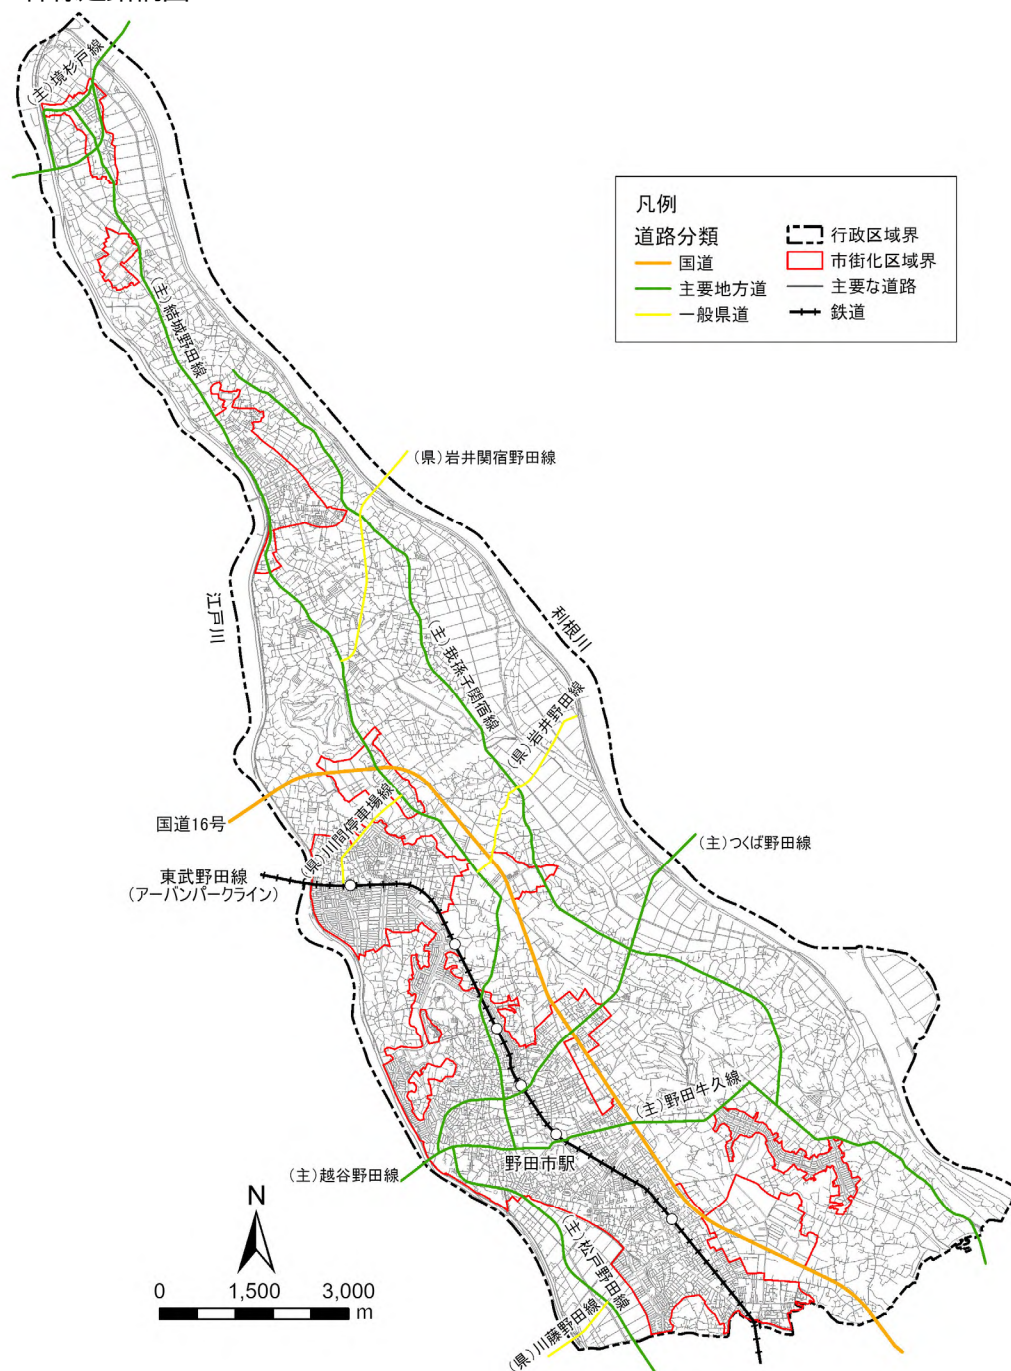 (主)境杉戸線
凡例
道路分類
国道
主要地方道
一般県道
行政区域界
市街化区域界
主要な道路
鉄道
(主)結城野田線
(県)岩井関宿野田線
江戸川
利根川
(主)我孫子関宿線
(県)岩井野田線
国道16号
(県)川間停車場線
(主)つくば野田線
東武野田線
(アーバンパークライン)
(主)野田牛久線
野田市駅
(主)越谷野田線
N
0 1,500 3,000
m
(主)松戸野田線
(県)川藤野田線